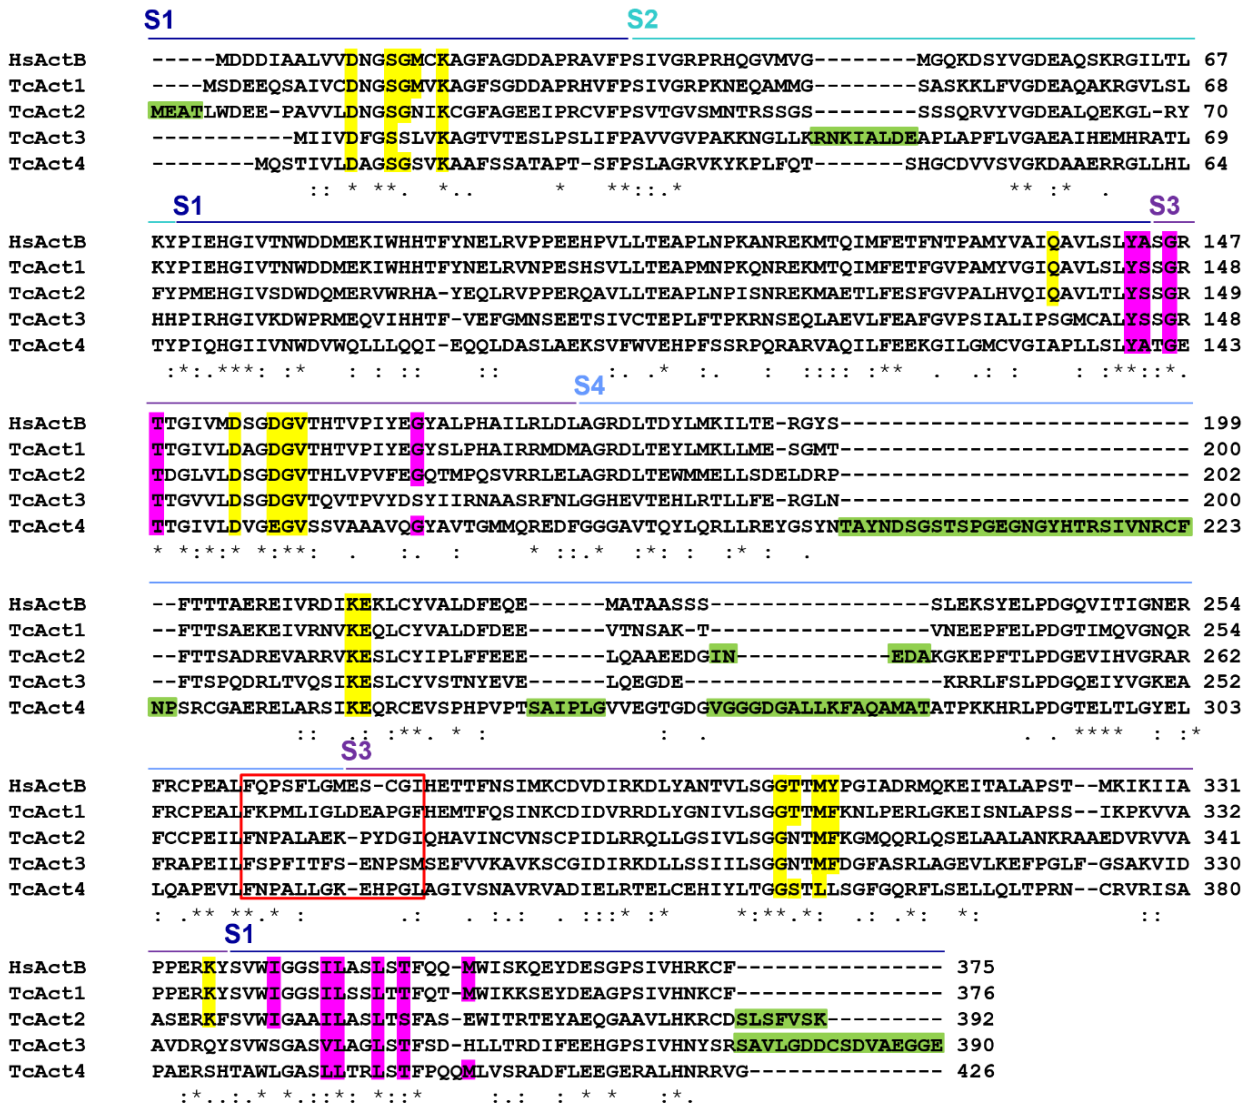 S1 S2
HsActB -----MDDDIAALVVDNGSGMCKAGFAGDDAPRAVFPSIVGRPRHQGVMVG--------MGQKDSYVGDEAQSKRGILTL 67
TcAct1 ----MSDEEQSAIVCDNGSGMVKAGFSGDDAPRHVFPSIVGRPKNEQAMMG--------SASKKLFVGDEAQAKRGVLSL 68
TcAct2 MEATLWDEE-PAVVLDNGSGNIKCGFAGEEIPRCVFPSVTGVSMNTRSSGS--------SSSQRVYVGDEALQEKGL-RY 70
TcAct3 -----------MIIVDFGSSLVKAGTVTESLPSLIFPAVVGVPAKKNGLLKRNKIALDEAPLAPFLVGAEAIHEMHRATL 69
TcAct4 --------MQSTIVLDAGSGSVKAAFSSATAPT-SFPSLAGRVKYKPLFQT-------SHGCDVVSVGKDAAERRGLLHL 64
:: * ** *.. * **::.* ** :* .
S1 S3
HsActB KYPIEHGIVTNWDDMEKIWHHTFYNELRVPPEEHPVLLTEAPLNPKANREKMTQIMFETFNTPAMYVAIQAVLSLYASGR 147
TcAct1 KYPIEHGIVTNWDDMEKIWHHTFYNELRVNPESHSVLLTEAPMNPKQNREKMTQIMFETFGVPAMYVGIQAVLSLYSSGR 148
TcAct2 FYPMEHGIVSDWDQMERVWRHA-YEQLRVPPERQAVLLTEAPLNPISNREKMAETLFESFGVPALHVQIQAVLTLYSSGR 149
TcAct3 HHPIRHGIVKDWPRMEQVIHHTF-VEFGMNSEETSIVCTEPLFTPKRNSEQLAEVLFEAFGVPSIALIPSGMCALYSSGR 148
TcAct4 TYPIQHGIIVNWDVWQLLLQQI-EQQLDASLAEKSVFWVEHPFSSRPQRARVAQILFEEKGILGMCVGIAPLLSLYATGE 143
:*.***: :* : :: :: :: :. .* :. : :::: :** . .: : : :**::*.
S4
HsActB TTGIVMDSGDGVTHTVPIYEGYALPHAILRLDLAGRDLTDYLMKILTE-RGYS--------------------------- 199
TcAct1 TTGIVLDAGDGVTHTVPIYEGYSLPHAIRRMDMAGRDLTEYLMKLLME-SGMT--------------------------- 200
TcAct2 TDGLVLDSGDGVTHLVPVFEGQTMPQSVRRLELAGRDLTEWMMELLSDELDRP--------------------------- 202
TcAct3 TTGVVLDSGDGVTQVTPVYDSYIIRNAASRFNLGGHEVTEHLRTLLFE-RGLN--------------------------- 200
TcAct4 TTGIVLDVGEGVSSVAAAVQGYAVTGMMQREDFGGGAVTQYLQRLLREYGSYNTAYNDSGSTSPGEGNGYHTRSIVNRCF 223
* *:*:* *:**: . :. : * ::.* :*: : :* : .
HsActB --FTTTAEREIVRDIKEKLCYVALDFEQE------MATAASSS-----------------SLEKSYELPDGQVITIGNER 254
TcAct1 --FTTSAEKEIVRNVKEQLCYVALDFDEE------VTNSAK-T-----------------VNEEPFELPDGTIMQVGNQR 254
TcAct2 --FTTSADREVARRVKESLCYIPLFFEEE------LQAAEEDGIN------------EDAKGKEPFTLPDGEVIHVGRAR 262
TcAct3 --FTSPQDRLTVQSIKESLCYVSTNYEVE------LQEGDE-------------------KRRLFSLPDGQEIYVGKEA 252
TcAct4 NPSRCGAERELARSIKEQRCEVSPHPVPTSAIPLGVVEGTGDGVGGGDGALLKFAQAMATATPKKHRLPDGTELTLGYEL 303
:: .: :**. * : : . **** : :*
S3
HsActB FRCPEALFQPSFLGMES-CGIHETTFNSIMKCDVDIRKDLYANTVLSGGTTMYPGIADRMQKEITALAPST--MKIKIIA 331
TcAct1 FRCPEALFKPMLIGLDEAPGFHEMTFQSINKCDIDVRRDLYGNIVLSGGTTMFKNLPERLGKEISNLAPSS--IKPKVVA 332
TcAct2 FCCPEILFNPALAEK-PYDGIQHAVINCVNSCPIDLRRQLLGSIVLSGGNTMFKGMQQRLQSELAALANKRAAEDVRVVA 341
TcAct3 FRAPEILFSPFITFS-ENPSMSEFVVKAVKSCGIDIRKDLLSSIILSGGNTMFDGFASRLAGEVLKEFPGLF-GSAKVID 330
TcAct4 LQAPEVLFNPALLGK-EHPGLAGIVSNAVRVADIELRTELCEHIYLTGGSTLLSGFQRFLSELLQLTPRN--CRVRISA 380
: .** **.* : .: . :.: . ::::* :* *:**.*: .* .*: *: ::
S1
HsActB PPERKYSVWIGGSILASLSTFQQ-MWISKQEYDESGPSIVHRKCF---------------- 375
TcAct1 PPERKYSVWIGGSILSSLTTFQT-MWIKKSEYDEAGPSIVHNKCF---------------- 376
TcAct2 ASERKFSVWIGAAILASLTSFAS-EWITRTEYAEQGAAVLHKRCDSLSFVSK--------- 392
TcAct3 AVDRQYSVWSGASVLAGLSTFSD-HLLTRDIFEEHGPSIVHNYSRSAVLGDDCSDVAEGGE 390
TcAct4 PAERSHTAWLGASLLTRLSTFPQQMLVSRADFLEEGERALHNRRVG--------------- 426
:*..:.* *.::*: *::* :.: : * * :*.